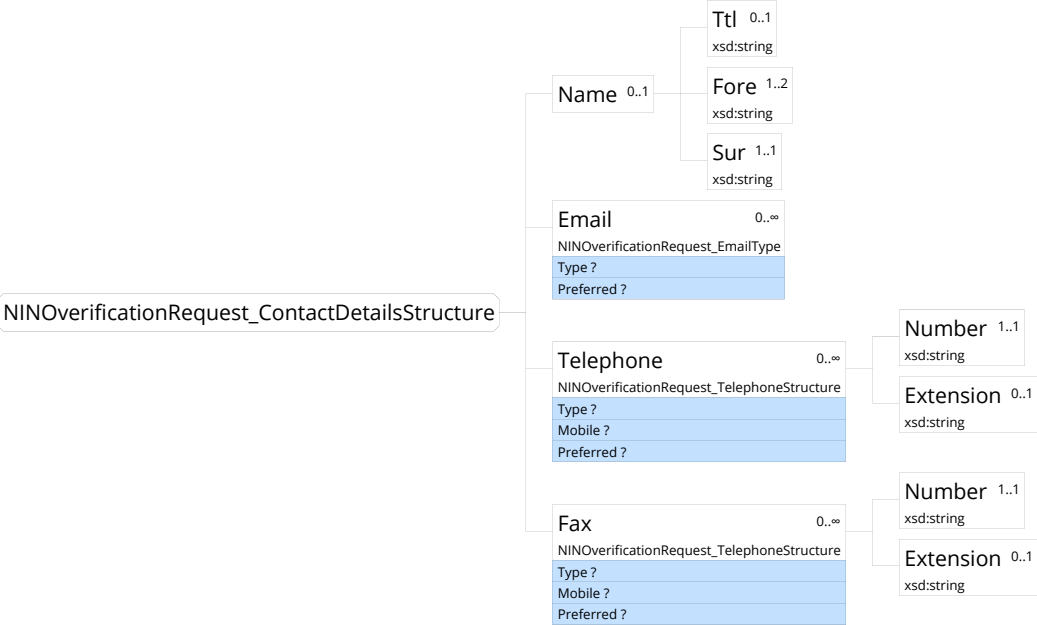 Ttl 0..1
xsd:string
Fore 1..2
xsd:string
Name 0..1
Sur 1..1
xsd:string
Email 0..∞
NINOverificationRequest_EmailType
Type ?
Preferred ?
NINOverificationRequest_ContactDetailsStructure
Telephone 0..∞
NINOverificationRequest_TelephoneStructure
Type ?
Mobile ?
Preferred ?
Number 1..1
xsd:string
Extension 0..1
xsd:string
Fax 0..∞
NINOverificationRequest_TelephoneStructure
Type ?
Mobile ?
Preferred ?
Number 1..1
xsd:string
Extension 0..1
xsd:string